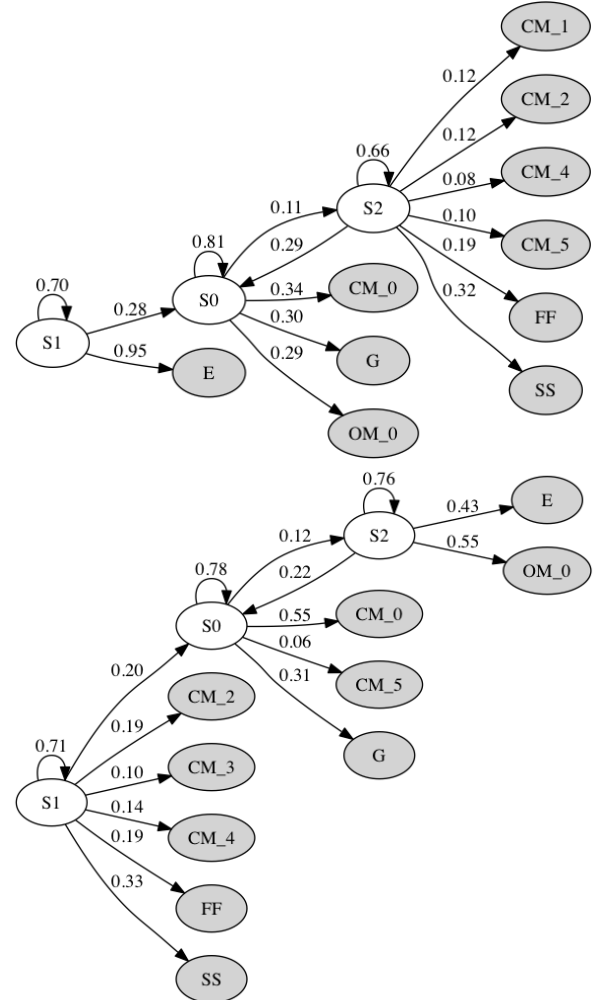 CM_1
0.12
CM_2
0.12
0.66
0.08
CM_4
S2
0.11
0.10
CM_5
0.29
0.19
0.81
0.32
S0
0.34
CM_0
FF
0.70
0.28
0.30
S1
0.95
0.29
G
E
SS
OM_0
0.76
0.43
E
0.12
S2
0.55
0.22
OM_0
0.78
0.55
CM_0
S0
0.06
0.31
CM_5
0.20
CM_2
0.19
0.71
G
0.10
CM_3
S1
0.14
0.19
CM_4
0.33
FF
SS